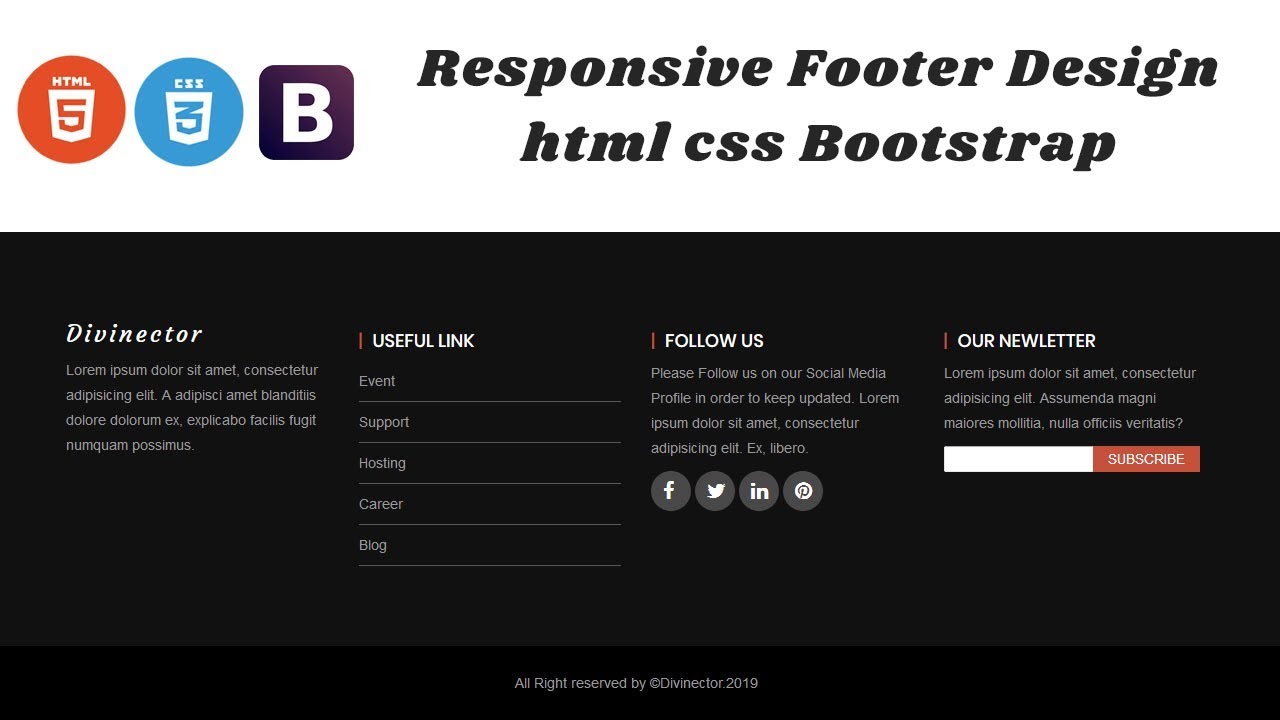 HTML
5
CSS
3
B
Responsive Footer Design
html css Bootstrap
Divinector
Lorem ipsum dolor sit amet, consectetur
adipisicing elit. A adipisci amet blanditiis
dolore dolorum ex, explicabo facilis fugit
numquam possimus.
USEFUL LINK
Event
Support
Hosting
Career
Blog
FOLLOW US
Please Follow us on our Social Media
Profile in order to keep updated. Lorem
ipsum dolor sit amet, consectetur
adipisicing elit. Ex, libero.
OUR NEWLETTER
Lorem ipsum dolor sit amet, consectetur
adipisicing elit. Assumenda magni
maiores mollitia, nulla officiis veritatis?
SUBSCRIBE
All Right reserved by ©Divinector.2019